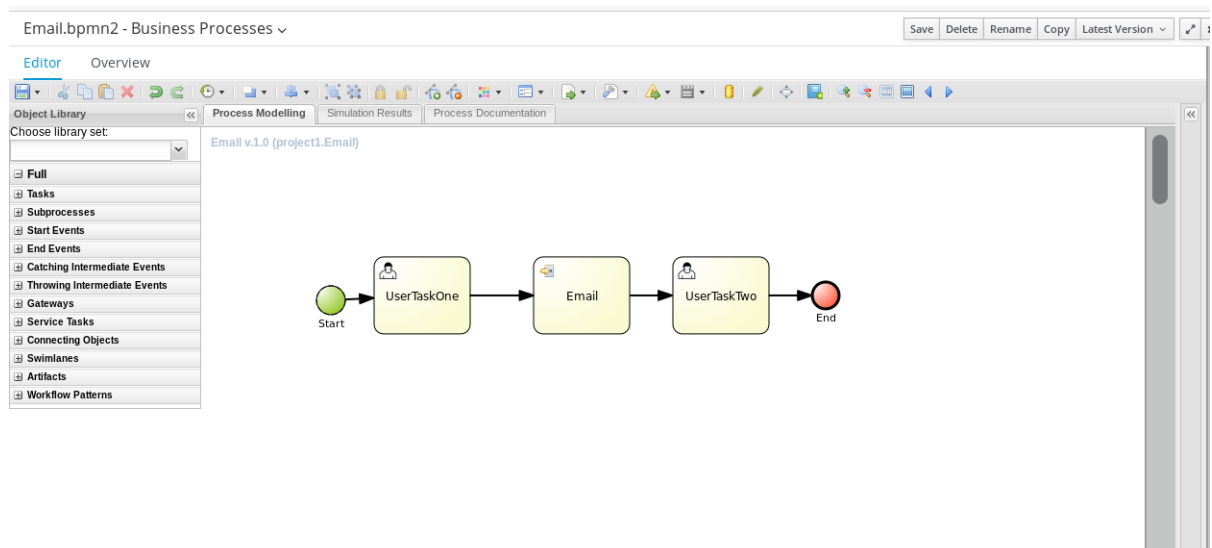 Email.bpmn2 - Business Processes
Save Delete Rename Copy Latest Version
Editor Overview
Object Library
Process Modelling Simulation Results Process Documentation
Choose library set:
Email v.1.0 (project1.Email)
Full
Tasks
Subprocesses
Start Events
End Events
Catching Intermediate Events
Throwing Intermediate Events
Gateways
Service Tasks
Connecting Objects
Swimlanes
Artifacts
Workflow Patterns
UserTaskOne
Email
UserTaskTwo
Start
End